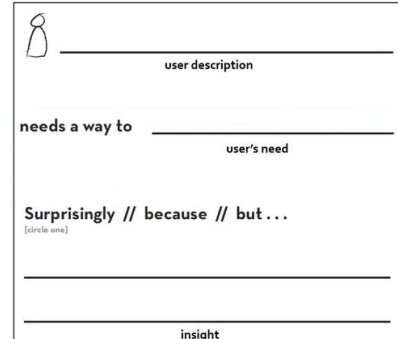 user description
needs a way to
user's need
Surprisingly // because // but . . .
[circle one]
insight